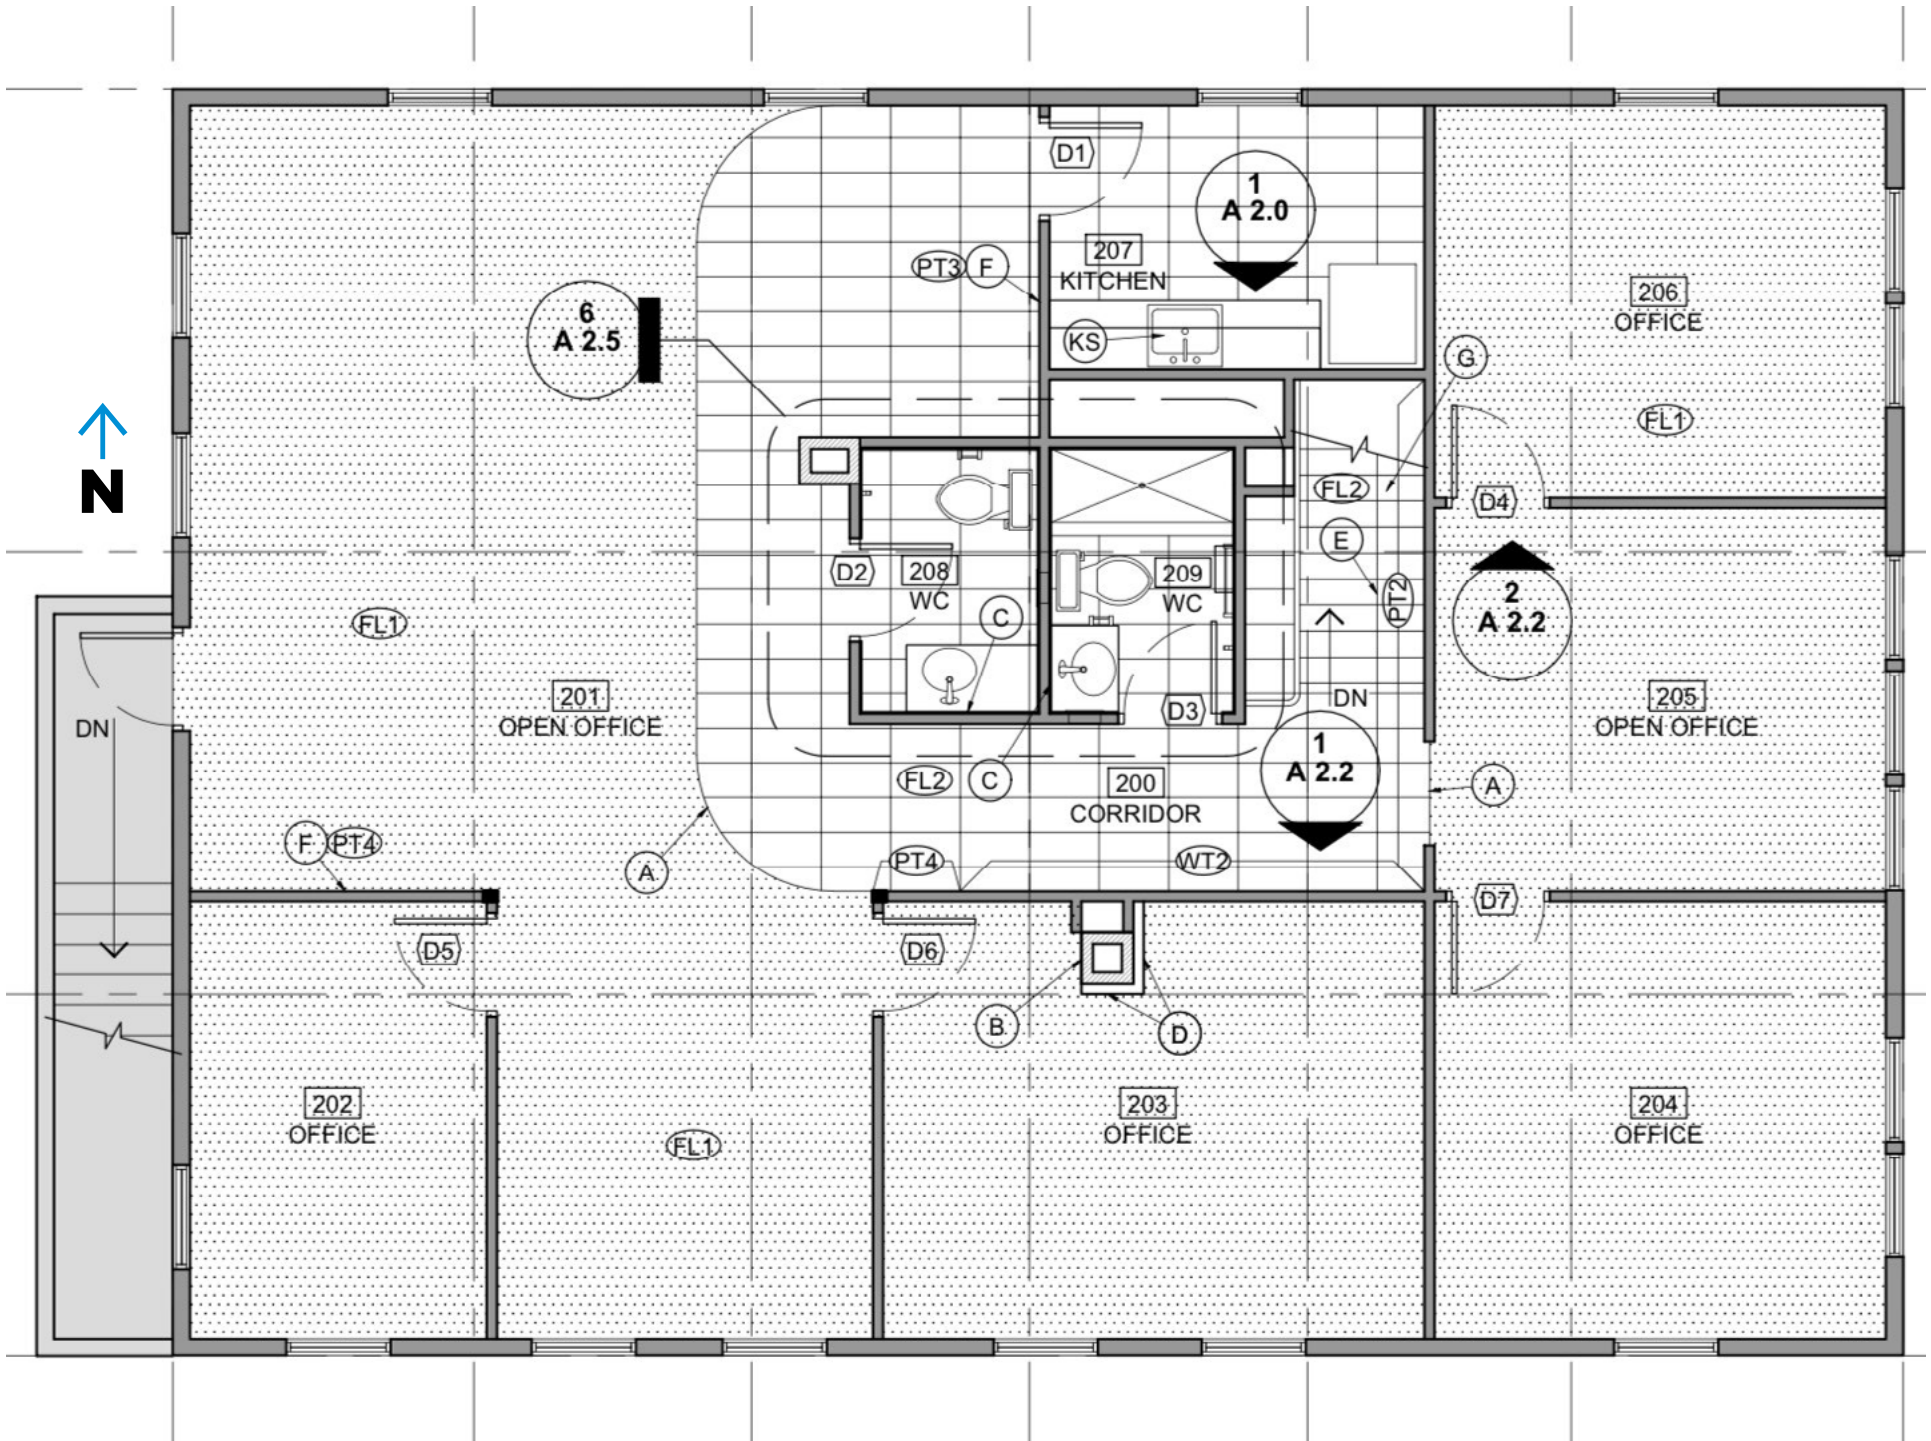 D1
1
A 2.0
207
KITCHEN
PT3
F
206
OFFICE
6
A 2.5
KS
G
FL1
N
FL2
D4
E
D2
208
WC
209
WC
PT2
2
A 2.2
C
FL1
201
OPEN OFFICE
DN
D3
DN
205
OPEN OFFICE
1
A 2.2
FL2
C
200
CORRIDOR
A
F
PT4
A
PT4
WT2
D7
D5
D6
B
D
202
OFFICE
203
OFFICE
204
OFFICE
FL1